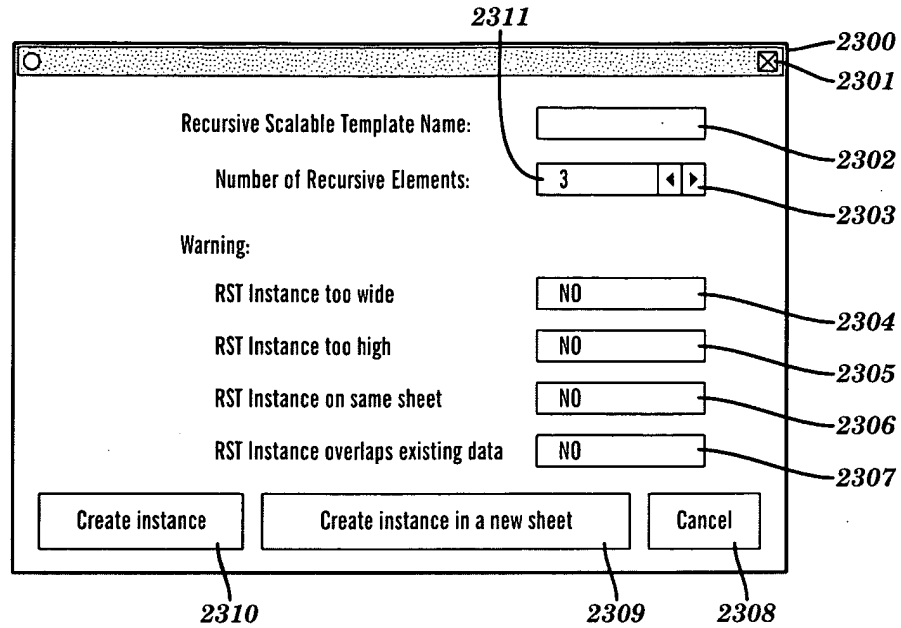 2311
2300
2301
Recursive Scalable Template Name:
2302
Number of Recursive Elements: 3
2303
Warning:
RST Instance too wide NO
2304
RST Instance too high NO
2305
RST Instance on same sheet NO
2306
RST Instance overlaps existing data NO
2307
Create instance Create instance in a new sheet Cancel
2310 2309 2308